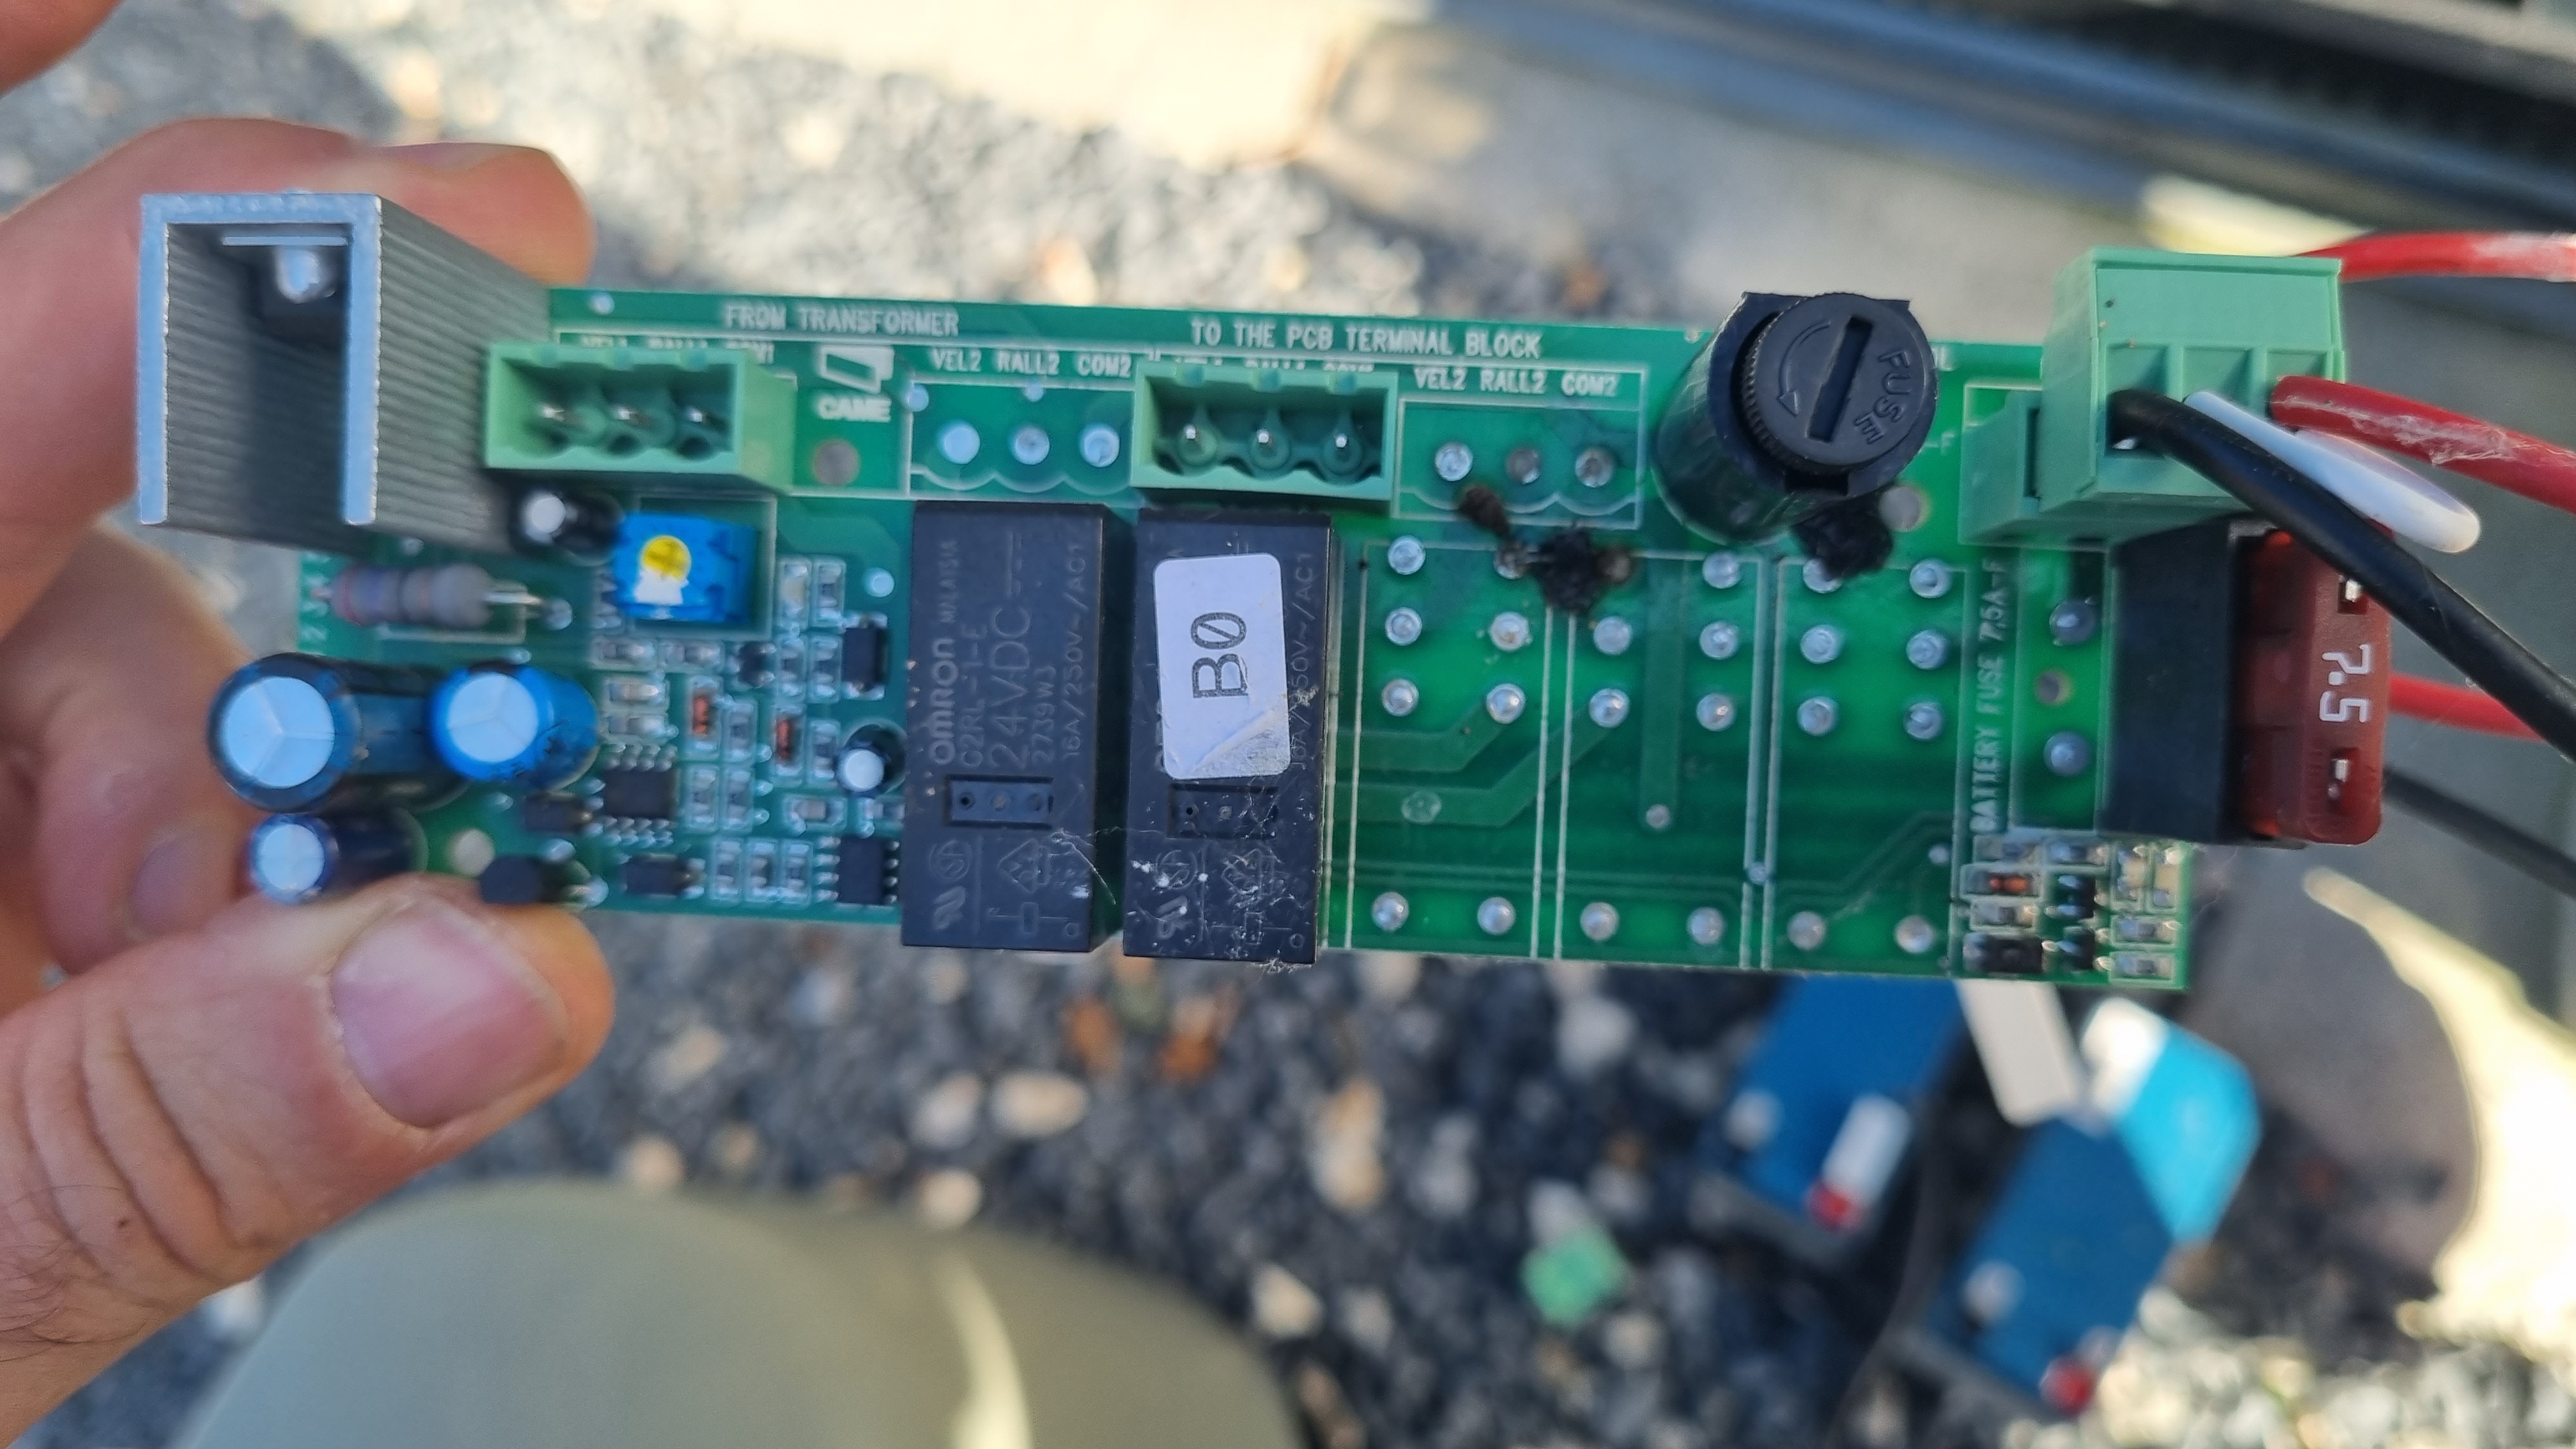 7.5
BATTERY FUSE 7,5A-F
FUSE
B0
omron MALAYSIA
G2RL-1-E
24VDC
2739W3
16A/250V~/AC1
COM2 RALL2 VEL2
COM2 RALL2 VEL2
CAME
TO THE PCB TERMINAL BLOCK
FROM TRANSFORMER